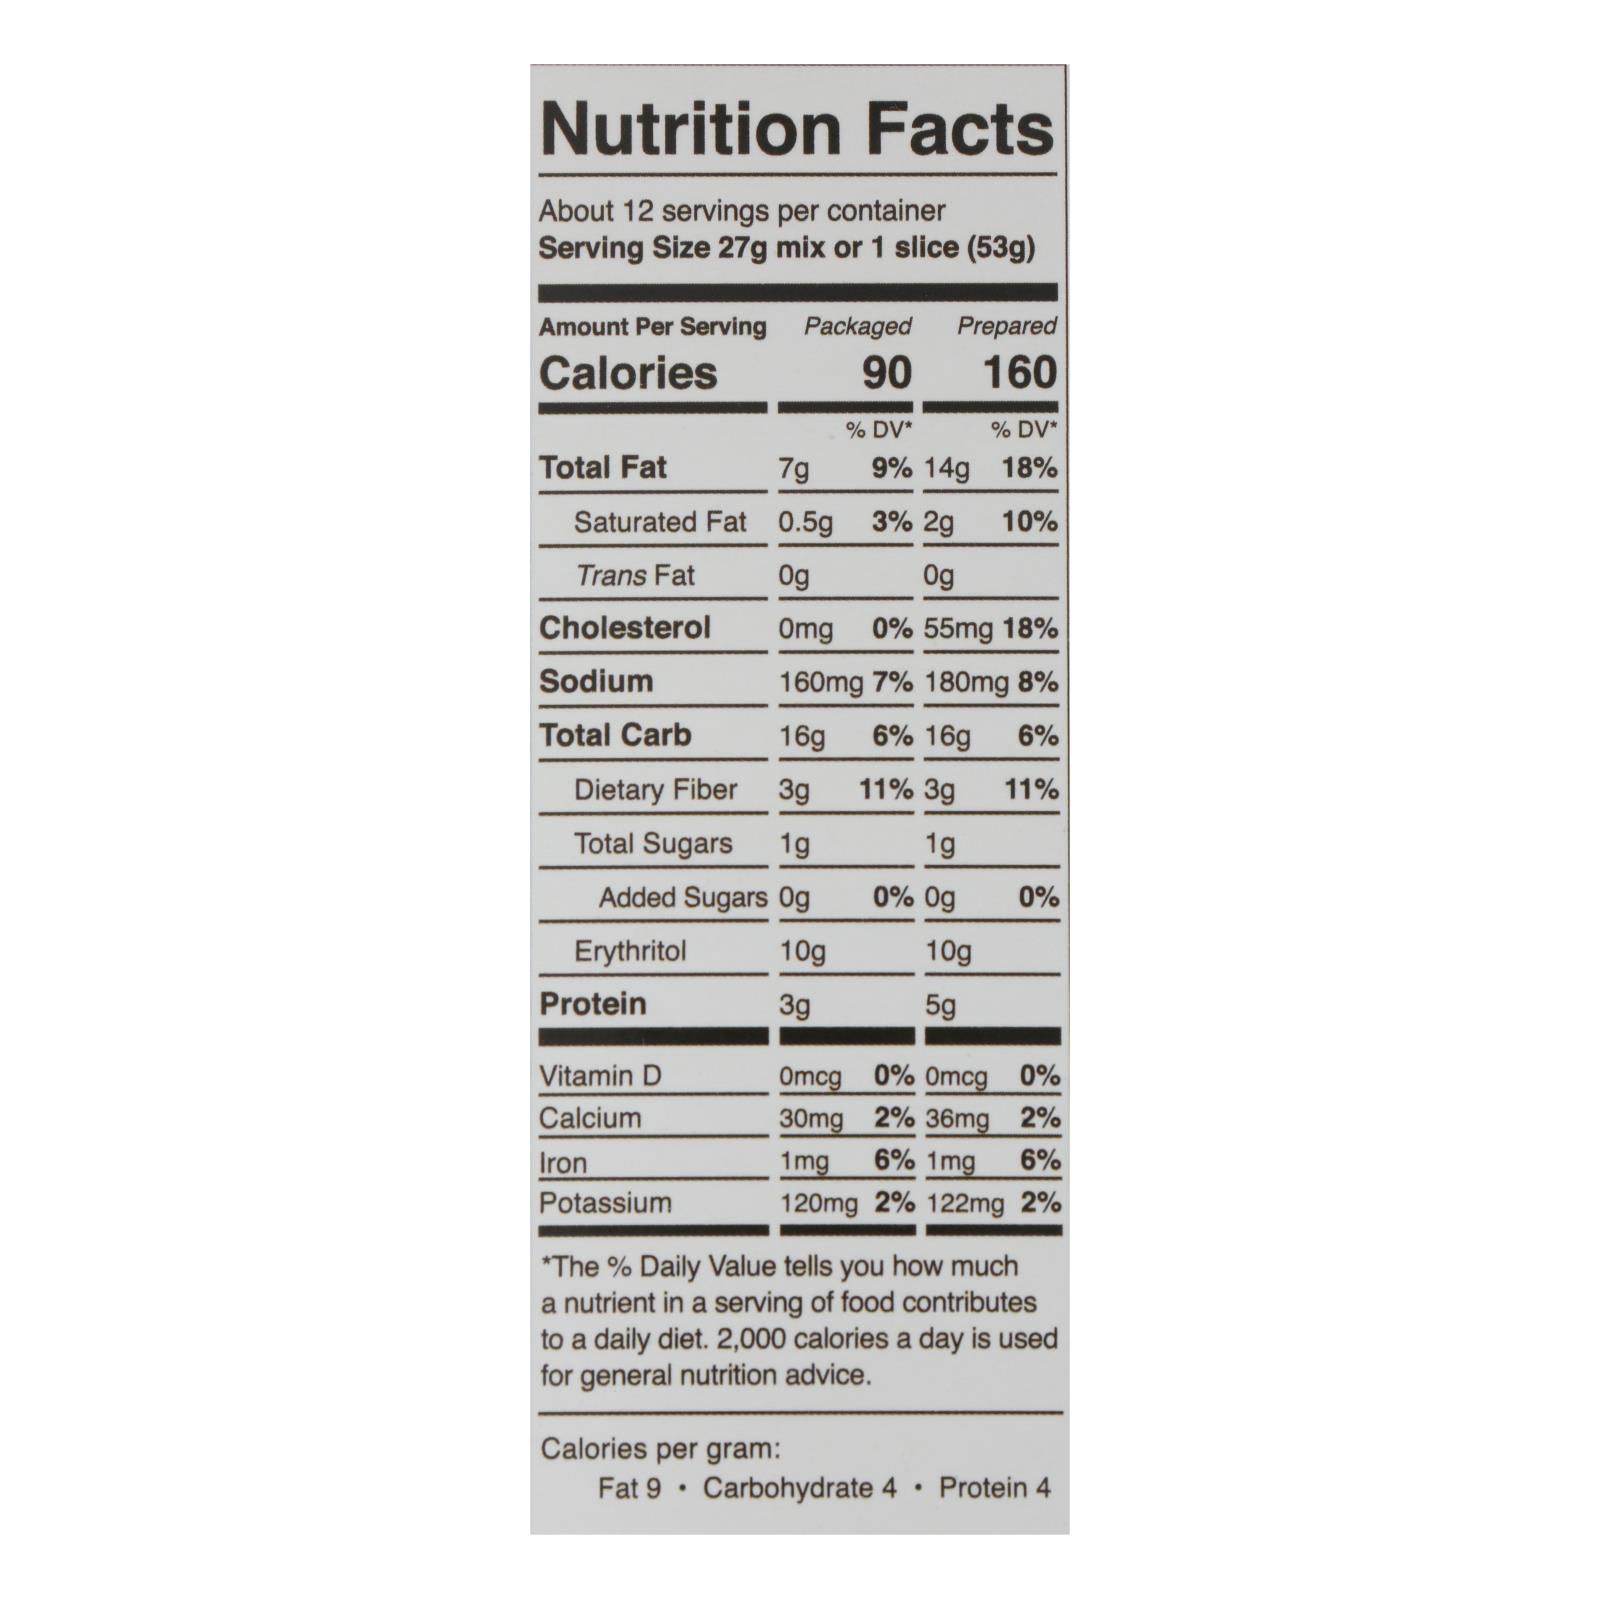 Nutrition Facts
About 12 servings per container
Serving Size 27g mix or 1 slice (53g)
Amount Per Serving Packaged Prepared
Calories 90 160
% DV* % DV*
Total Fat 7g 9% 14g 18%
Saturated Fat 0.5g 3% 2g 10%
Trans Fat 0g 0g
Cholesterol 0mg 0% 55mg 18%
Sodium 160mg 7% 180mg 8%
Total Carb 16g 6% 16g 6%
Dietary Fiber 3g 11% 3g 11%
Total Sugars 1g 1g
Added Sugars 0g 0% 0g 0%
Erythritol 10g 10g
Protein 3g 5g
Vitamin D 0mcg 0% 0mcg 0%
Calcium 30mg 2% 36mg 2%
Iron 1mg 6% 1mg 6%
Potassium 120mg 2% 122mg 2%
*The % Daily Value tells you how much
a nutrient in a serving of food contributes
to a daily diet. 2,000 calories a day is used
for general nutrition advice.
Calories per gram:
Fat 9 • Carbohydrate 4 • Protein 4